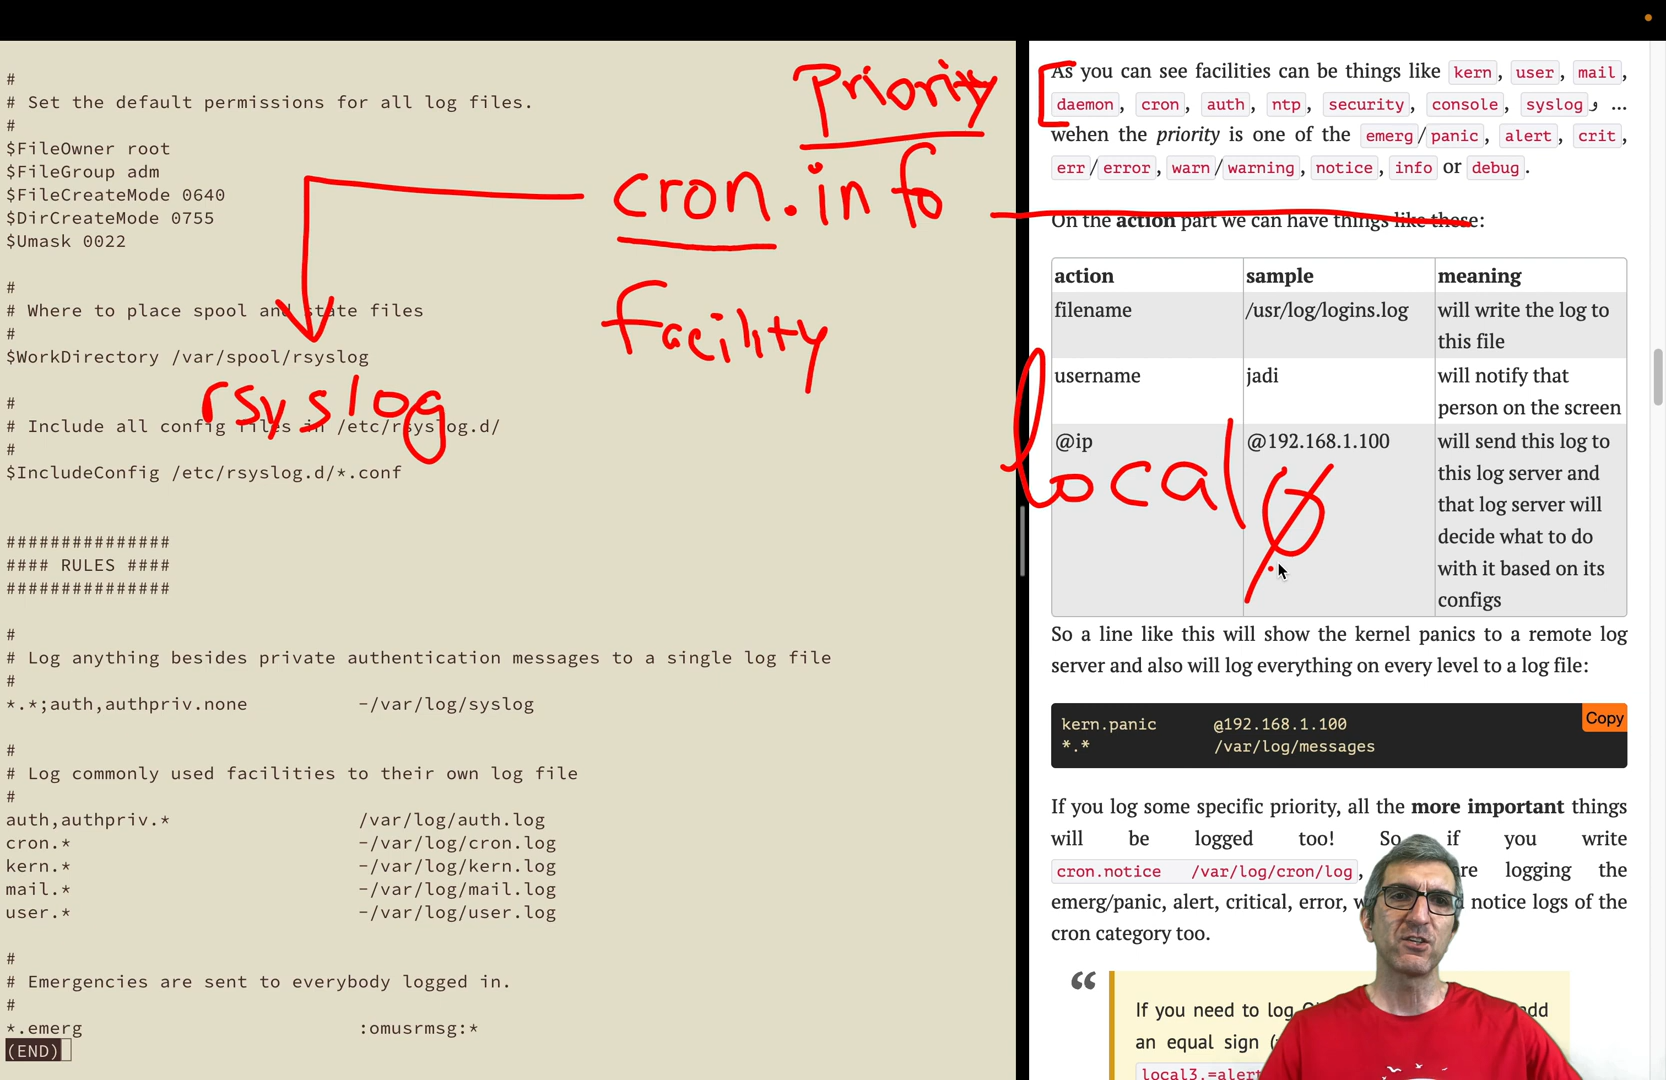 #
# Set the default permissions for all log files.
#
$FileOwner root
$FileGroup adm
$FileCreateMode 0640
$DirCreateMode 0755
$Umask 0022
#
# Where to place spool and state files
#
$WorkDirectory /var/spool/rsyslog
#
# Include all config files in /etc/rsyslog.d/
#
$IncludeConfig /etc/rsyslog.d/*.conf
###############
#### RULES ####
###############
#
# Log anything besides private authentication messages to a single log file
#
*.*;auth,authpriv.none -/var/log/syslog
#
# Log commonly used facilities to their own log file
#
auth,authpriv.* /var/log/auth.log
cron.* -/var/log/cron.log
kern.* -/var/log/kern.log
mail.* -/var/log/mail.log
user.* -/var/log/user.log
#
# Emergencies are sent to everybody logged in.
#
*.emerg :omusrmsg:*
(END)
Priority
cron.info
facility
rsyslog
local0
As you can see facilities can be things like kern, user, mail,
daemon, cron, auth, ntp, security, console, syslog, ...
wehen the priority is one of the emerg/panic, alert, crit,
err/error, warn/warning, notice, info or debug.
On the action part we can have things like these:
action sample meaning
filename /usr/log/logins.log will write the log to
this file
username jadi will notify that
person on the screen
@ip @192.168.1.100 will send this log to
this log server and
that log server will
decide what to do
with it based on its
configs
So a line like this will show the kernel panics to a remote log
server and also will log everything on every level to a log file:
Copy
kern.panic @192.168.1.100
*.* /var/log/messages
If you log some specific priority, all the more important things
will be logged too! So if you write
cron.notice /var/log/cron/log, logging the
emerg/panic, alert, critical, error, notice logs of the
cron category too.
If you need to log
an equal sign
local3.=alert